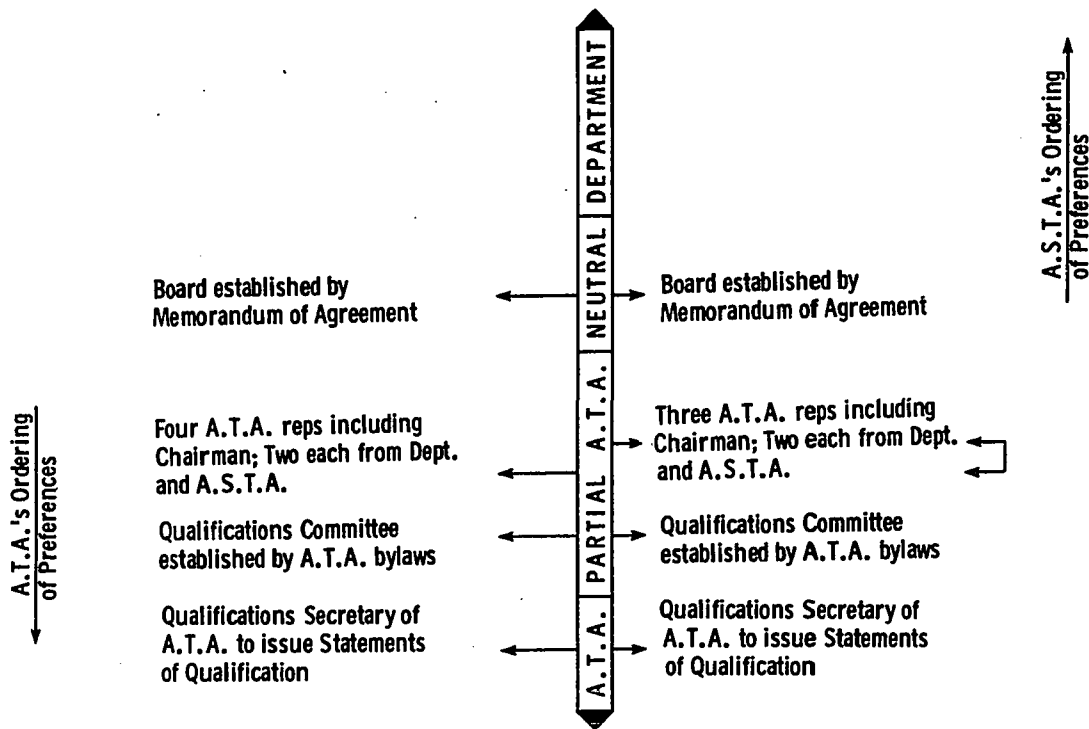 A.T.A.'s Ordering
of Preferences
Board established by
Memorandum of Agreement
Four A.T.A. reps including
Chairman; Two each from Dept.
and A.S.T.A.
Qualifications Committee
established by A.T.A. bylaws
Qualifications Secretary of
A.T.A. to issue Statements
of Qualification
A.T.A. PARTIAL A.T.A. NEUTRAL DEPARTMENT
Board established by
Memorandum of Agreement
Three A.T.A. reps including
Chairman; Two each from Dept.
and A.S.T.A.
Qualifications Committee
established by A.T.A. bylaws
Qualifications Secretary of
A.T.A. to issue Statements
of Qualification
A.S.T.A.'s Ordering
of Preferences